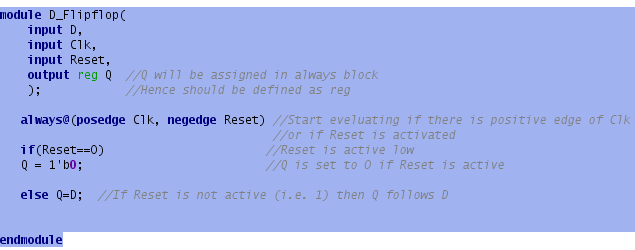 module D_Flipflop(
input D,
input Clk,
input Reset,
output reg Q //Q will be assigned in always block
); //Hence should be defined as reg
always@(posedge Clk, negedge Reset) //Start eveluating if there is positive edge of Clk
//or if Reset is activated
if(Reset==0) //Reset is active low
Q = 1'b0; //Q is set to 0 if Reset is active
else Q=D; //If Reset is not active (i.e. 1) then Q follows D
endmodule